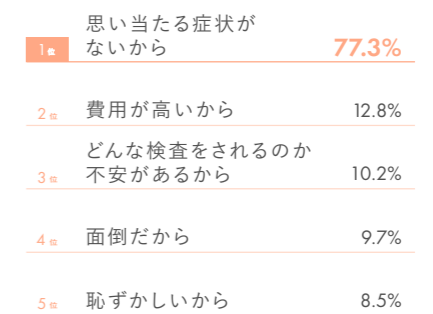 思い当たる症状が
1位 ないから 77.3%
2位 費用が高いから 12.8%
どんな検査をされるのか
3位 不安があるから 10.2%
4位 面倒だから 9.7%
5位 恥ずかしいから 8.5%